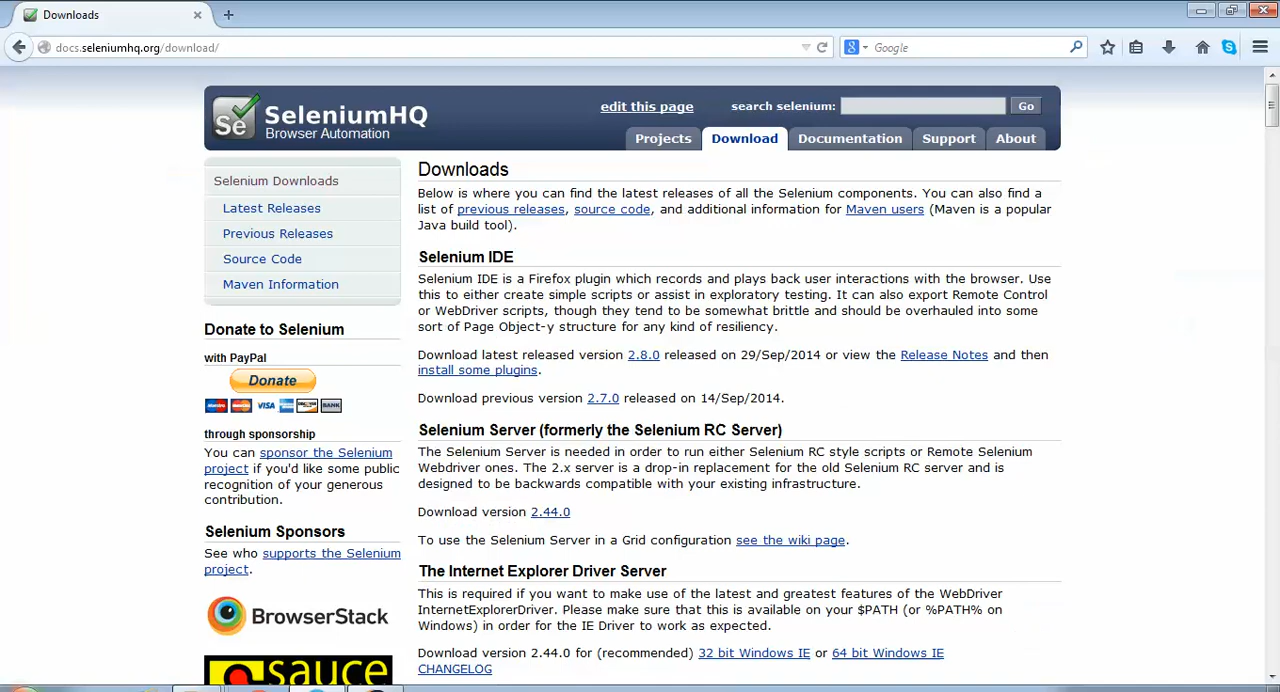 Downloads
docs.seleniumhq.org/download/
Google
Se
SeleniumHQ
Browser Automation
edit this page
search selenium:
Go
Projects
Download
Documentation
Support
About
Selenium Downloads
Latest Releases
Previous Releases
Source Code
Maven Information
Donate to Selenium
with PayPal
Donate
VISA
BANK
through sponsorship
You can sponsor the Selenium
project if you'd like some public
recognition of your generous
contribution.
Selenium Sponsors
See who supports the Selenium
project.
BrowserStack
sauce
Downloads
Below is where you can find the latest releases of all the Selenium components. You can also find a
list of previous releases, source code, and additional information for Maven users (Maven is a popular
Java build tool).
Selenium IDE
Selenium IDE is a Firefox plugin which records and plays back user interactions with the browser. Use
this to either create simple scripts or assist in exploratory testing. It can also export Remote Control
or WebDriver scripts, though they tend to be somewhat brittle and should be overhauled into some
sort of Page Object-y structure for any kind of resiliency.
Download latest released version 2.8.0 released on 29/Sep/2014 or view the Release Notes and then
install some plugins.
Download previous version 2.7.0 released on 14/Sep/2014.
Selenium Server (formerly the Selenium RC Server)
The Selenium Server is needed in order to run either Selenium RC style scripts or Remote Selenium
Webdriver ones. The 2.x server is a drop-in replacement for the old Selenium RC server and is
designed to be backwards compatible with your existing infrastructure.
Download version 2.44.0
To use the Selenium Server in a Grid configuration see the wiki page.
The Internet Explorer Driver Server
This is required if you want to make use of the latest and greatest features of the WebDriver
InternetExplorerDriver. Please make sure that this is available on your $PATH (or %PATH% on
Windows) in order for the IE Driver to work as expected.
Download version 2.44.0 for (recommended) 32 bit Windows IE or 64 bit Windows IE
CHANGELOG